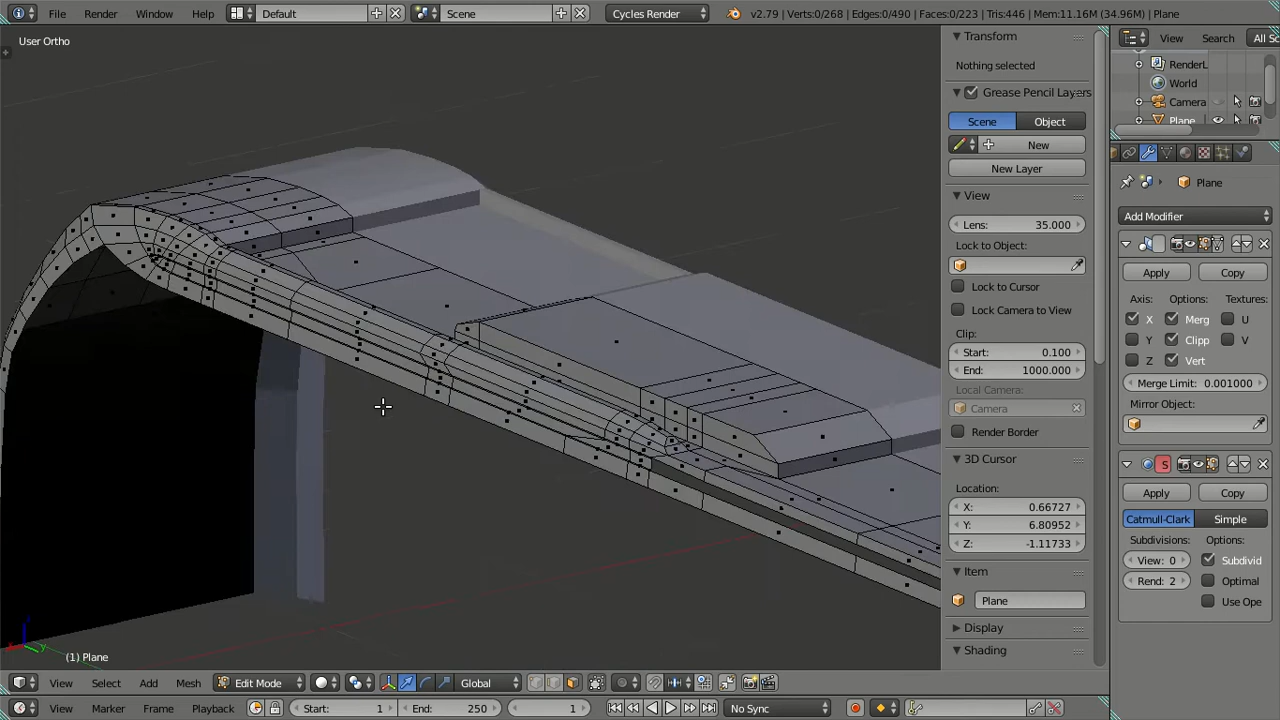 File Render Window Help Default Scene Cycles Render v2.79 | Verts:0/268 | Edges:0/490 | Faces:0/223 | Tris:446 | Mem:11.16M (34.96M) | Plane
User Ortho
Transform
Nothing selected
Grease Pencil Layers
Scene Object
New
New Layer
View
Lens: 35.000
Lock to Object:
Lock to Cursor
Lock Camera to View
Clip:
Start: 0.100
End: 1000.000
Local Camera:
Camera
Render Border
3D Cursor
Location:
X: 0.66727
Y: 6.80952
Z: -1.11733
Item
Plane
Display
Shading
View Search All Sc
RenderL
World
Camera
Plane
Plane
Add Modifier
Apply Copy
Axis: Options: Textures:
X Merg U
Y Clipp V
Z Vert
Merge Limit: 0.001000
Mirror Object:
S
Apply Copy
Catmull-Clark Simple
Subdivisions: Options:
View: 0 Subdivid
Rend: 2 Optimal
Use Ope
x y
(1) Plane
View Select Add Mesh Edit Mode Global
View Marker Frame Playback Start: 1 End: 250 1 No Sync